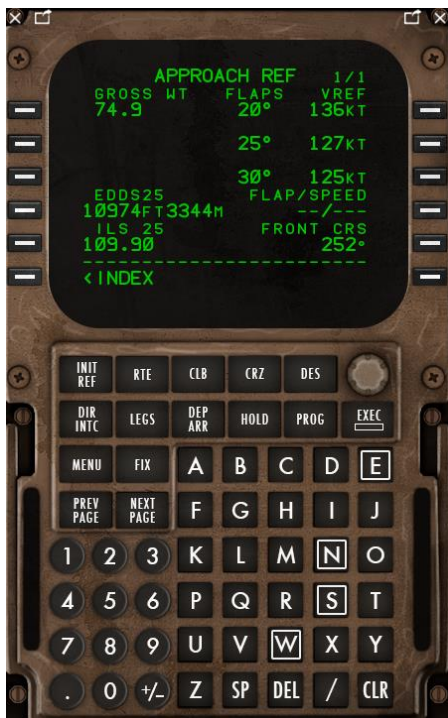 APPROACH REF 1/1
GROSS WT FLAPS VREF
74.9 20° 136KT
25° 127KT
30° 125KT
EDDS25 FLAP/SPEED
10974FT3344M --/---
ILS 25 FRONT CRS
109.90 252°
--------------------------
<INDEX
INIT REF RTE CLB CRZ DES
DIR INTC LEGS DEP ARR HOLD PROG EXEC
MENU FIX A B C D E
PREV PAGE NEXT PAGE F G H I J
1 2 3 K L M N O
4 5 6 P Q R S T
7 8 9 U V W X Y
. 0 +/- Z SP DEL / CLR